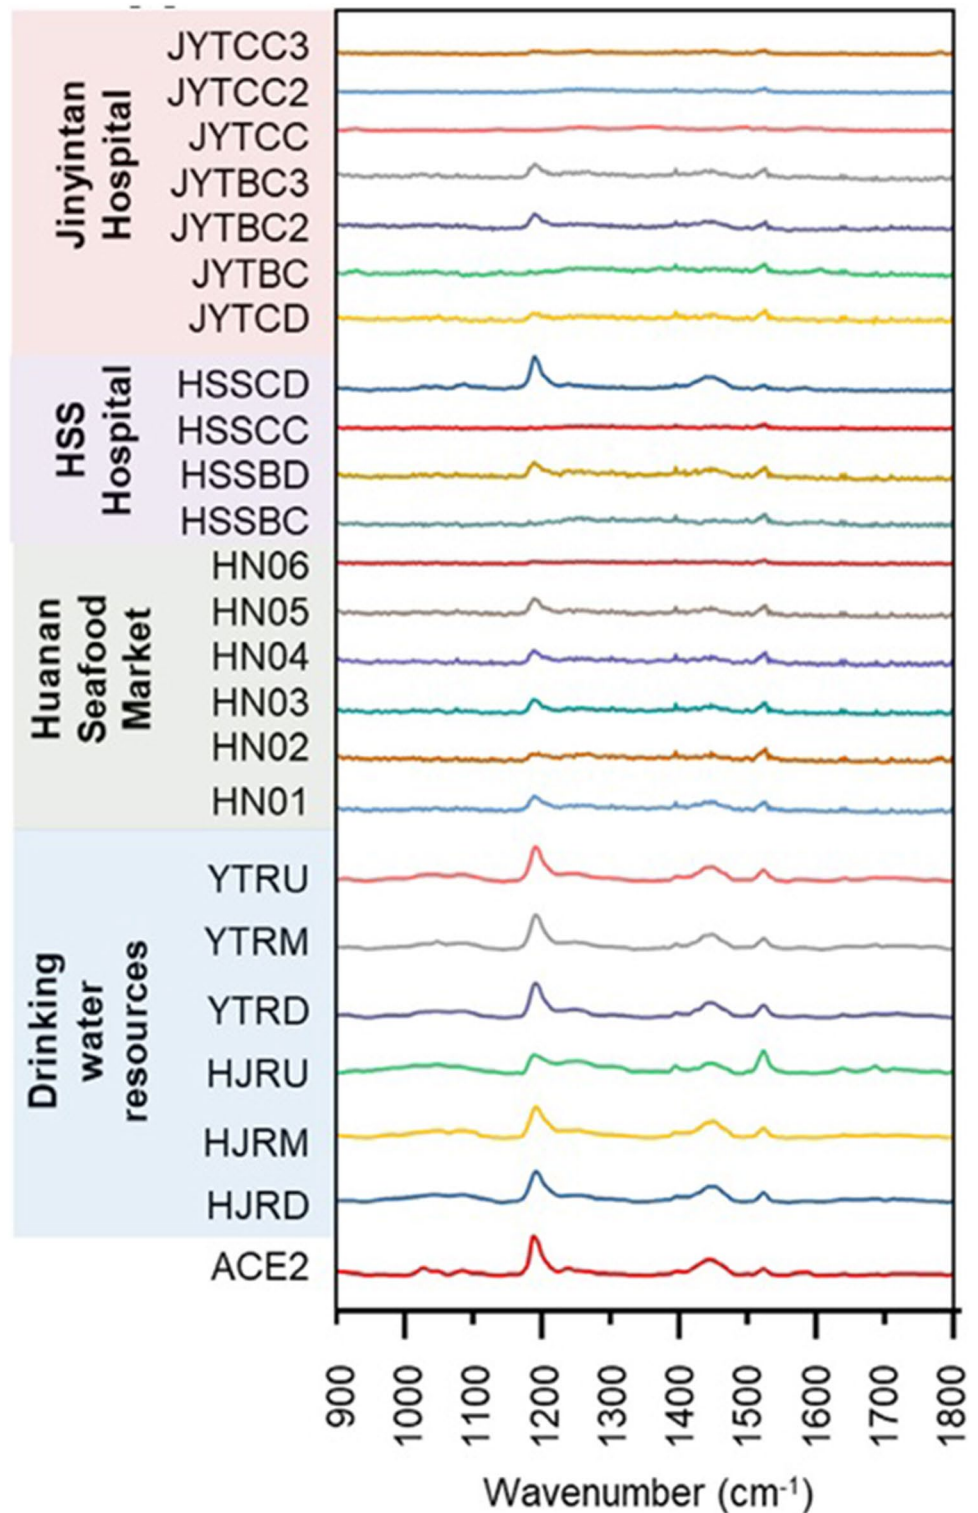 Jinyintan
Hospital
JYTCC3
JYTCC2
JYTCC
JYTBC3
JYTBC2
JYTBC
JYTCD
HSS
Hospital
HSSCD
HSSCC
HSSBD
HSSBC
Huanan
Seafood
Market
HN06
HN05
HN04
HN03
HN02
HN01
Drinking
water
resources
YTRU
YTRM
YTRD
HJRU
HJRM
HJRD
ACE2
900 1000 1100 1200 1300 1400 1500 1600 1700 1800
Wavenumber (cm⁻¹)